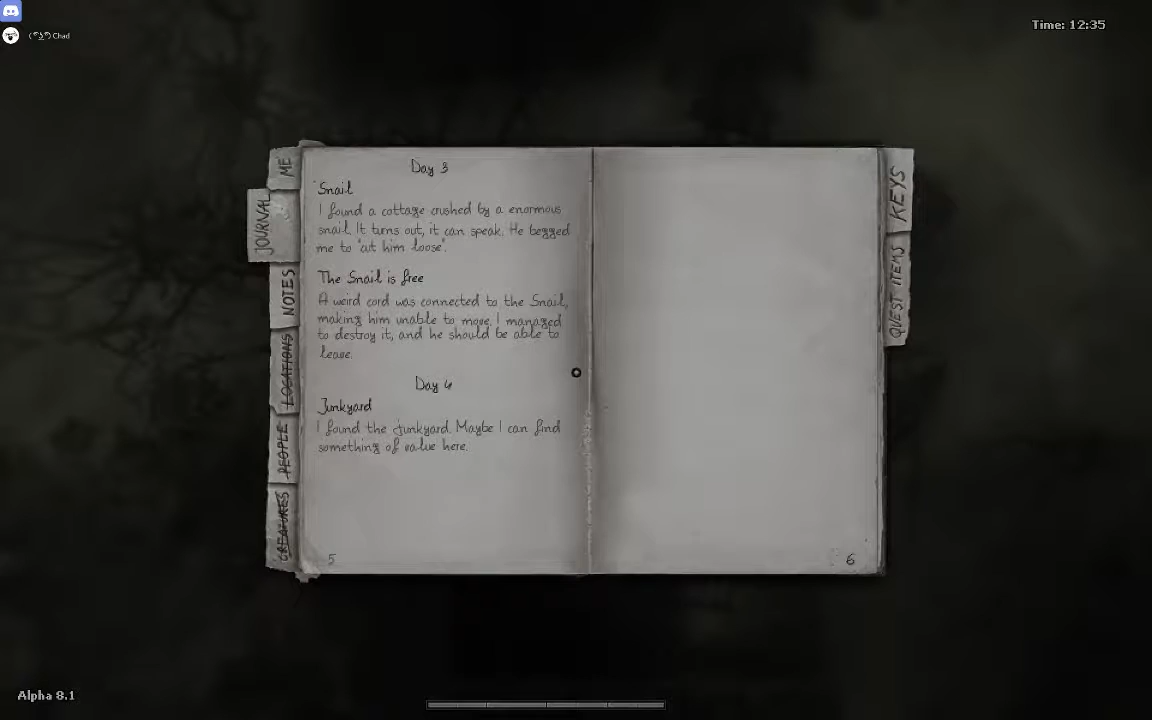 Chad
Time: 12:35
ME
JOURNAL
NOTES
LOCATIONS
PEOPLE
CREATURES
Day 3
Snail
I found a cottage crushed by a enormous
snail. It turns out, it can speak. He begged
me to "cut him loose".
The Snail is free
A weird cord was connected to the Snail,
making him unable to move. I managed
to destroy it, and he should be able to
leave.
Day 4
Junkyard
I found the junkyard. Maybe I can find
something of value here.
5
6
KEYS
QUEST ITEMS
Alpha 8.1